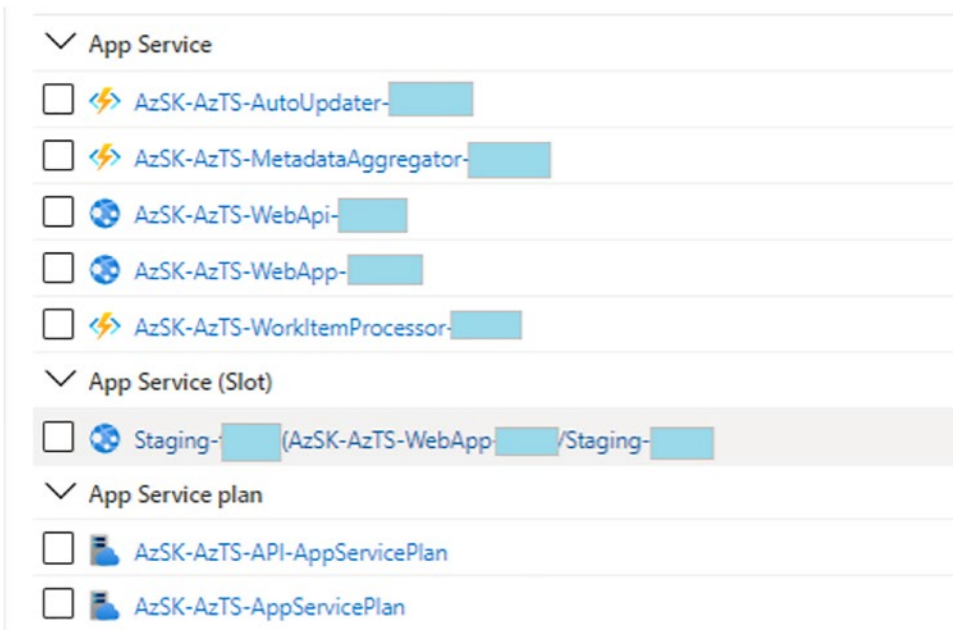 App Service
AzSK-AzTS-AutoUpdater-
AzSK-AzTS-MetadataAggregator-
AzSK-AzTS-WebApi-
AzSK-AzTS-WebApp-
AzSK-AzTS-WorkItemProcessor-
App Service (Slot)
Staging- (AzSK-AzTS-WebApp- /Staging-
App Service plan
AzSK-AzTS-API-AppServicePlan
AzSK-AzTS-AppServicePlan